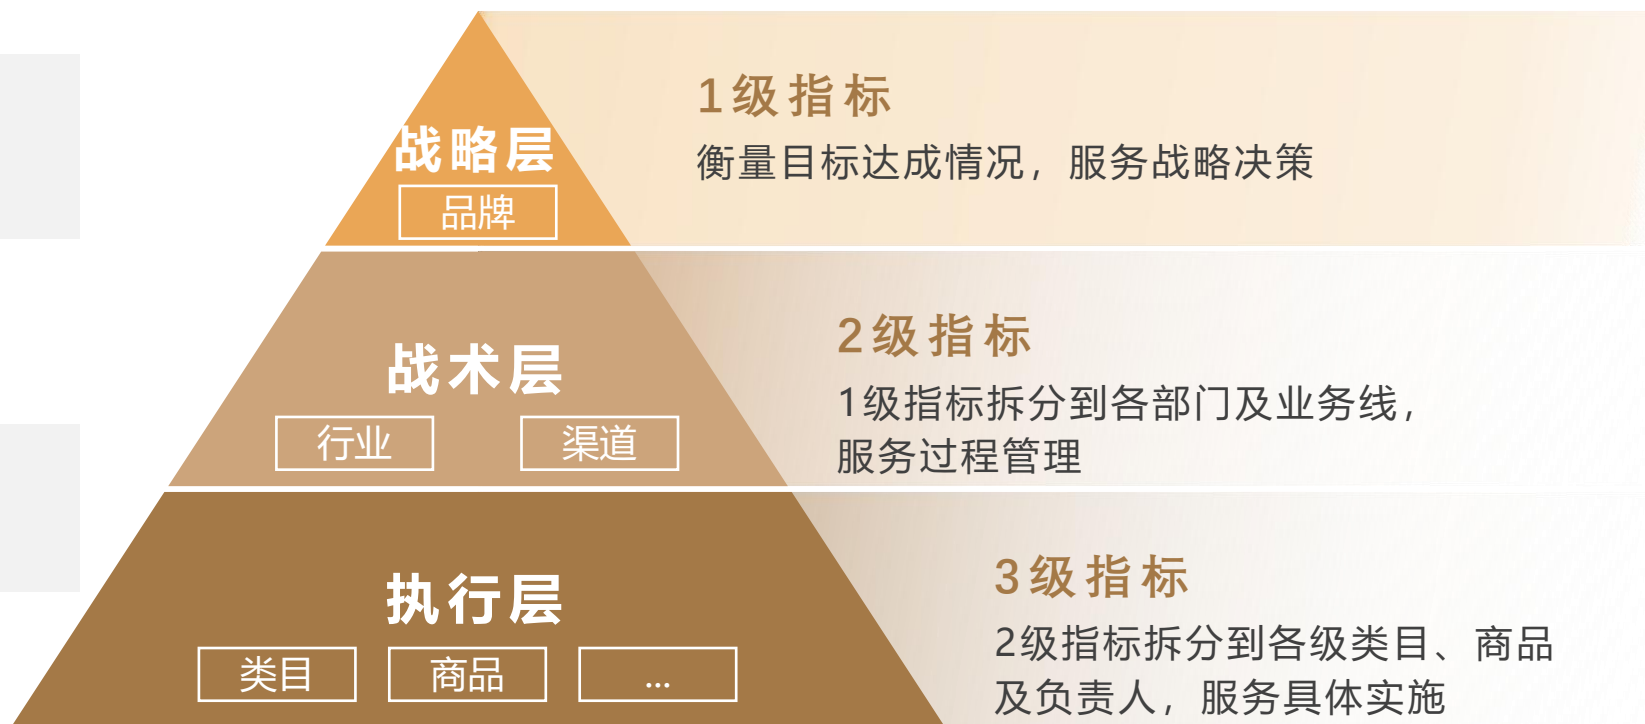 战略层
品牌
1级指标
衡量目标达成情况，服务战略决策
战术层
行业
渠道
2级指标
1级指标拆分到各部门及业务线，
服务过程管理
执行层
类目
商品
...
3级指标
2级指标拆分到各级类目、商品
及负责人，服务具体实施